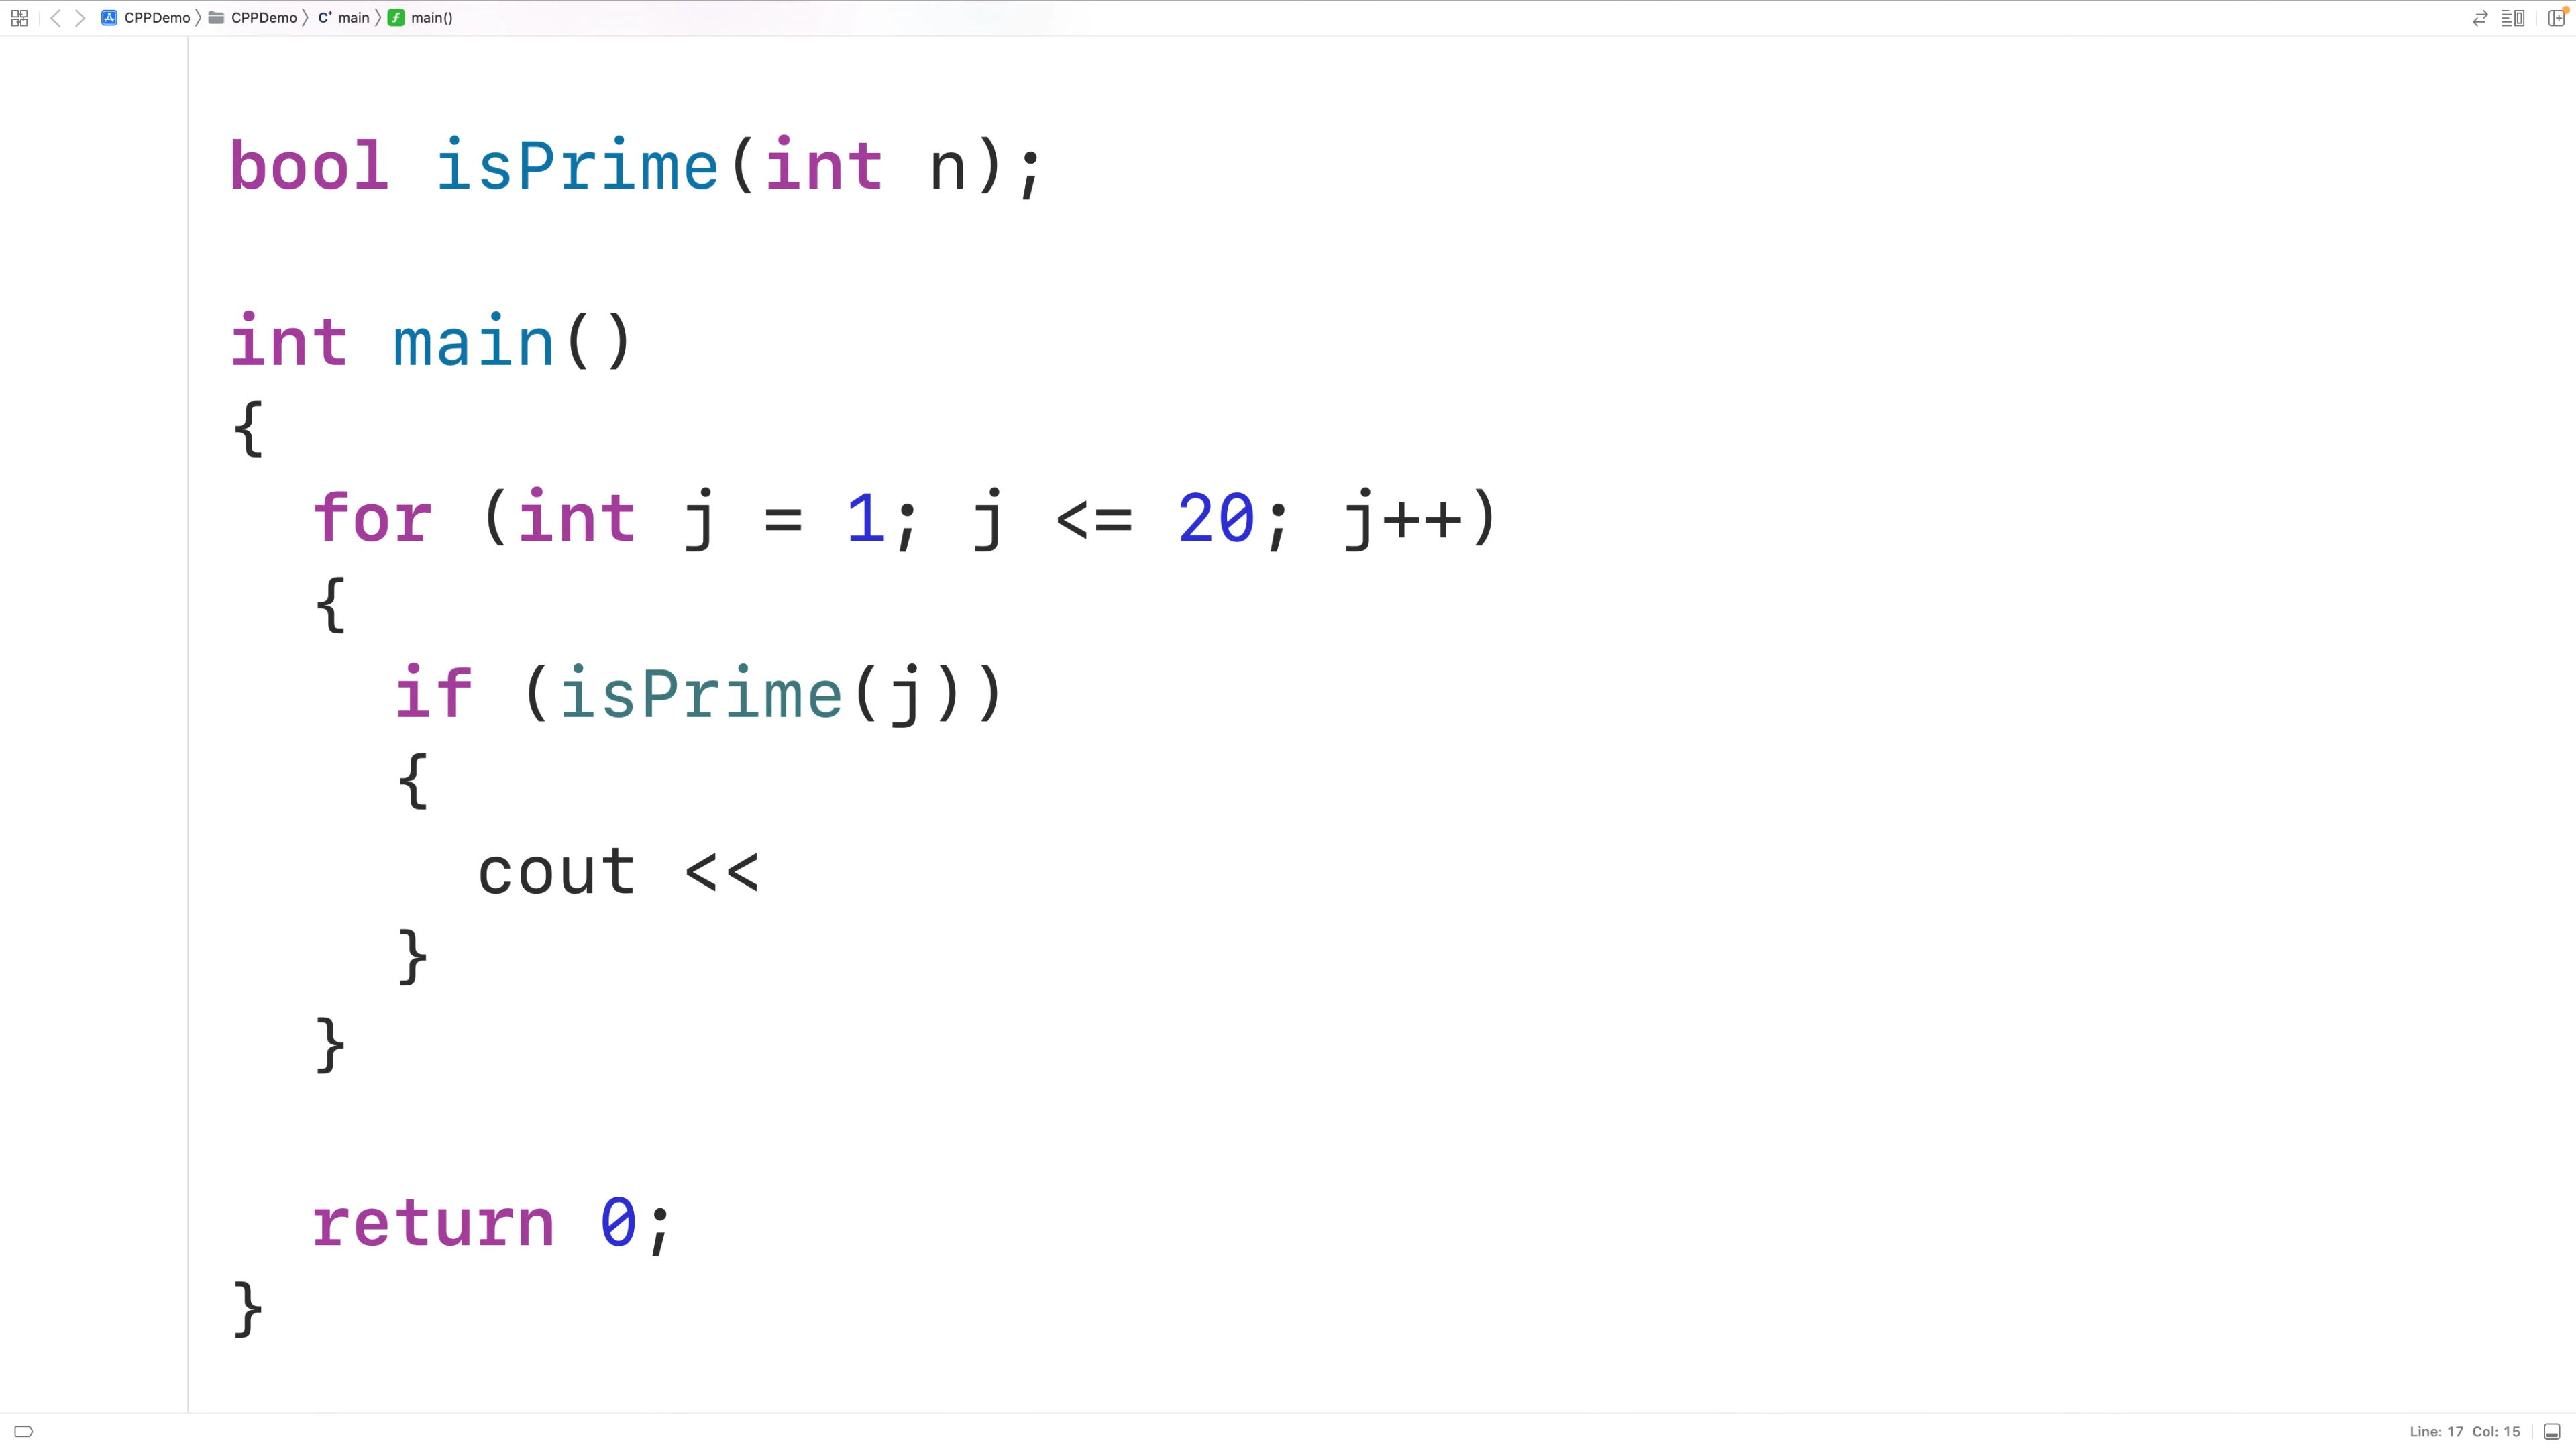 CPPDemo CPPDemo C+ main f main()
bool isPrime(int n);
int main()
{
for (int j = 1; j <= 20; j++)
{
if (isPrime(j))
{
cout <<
}
}
return 0;
}
Line: 17 Col: 15